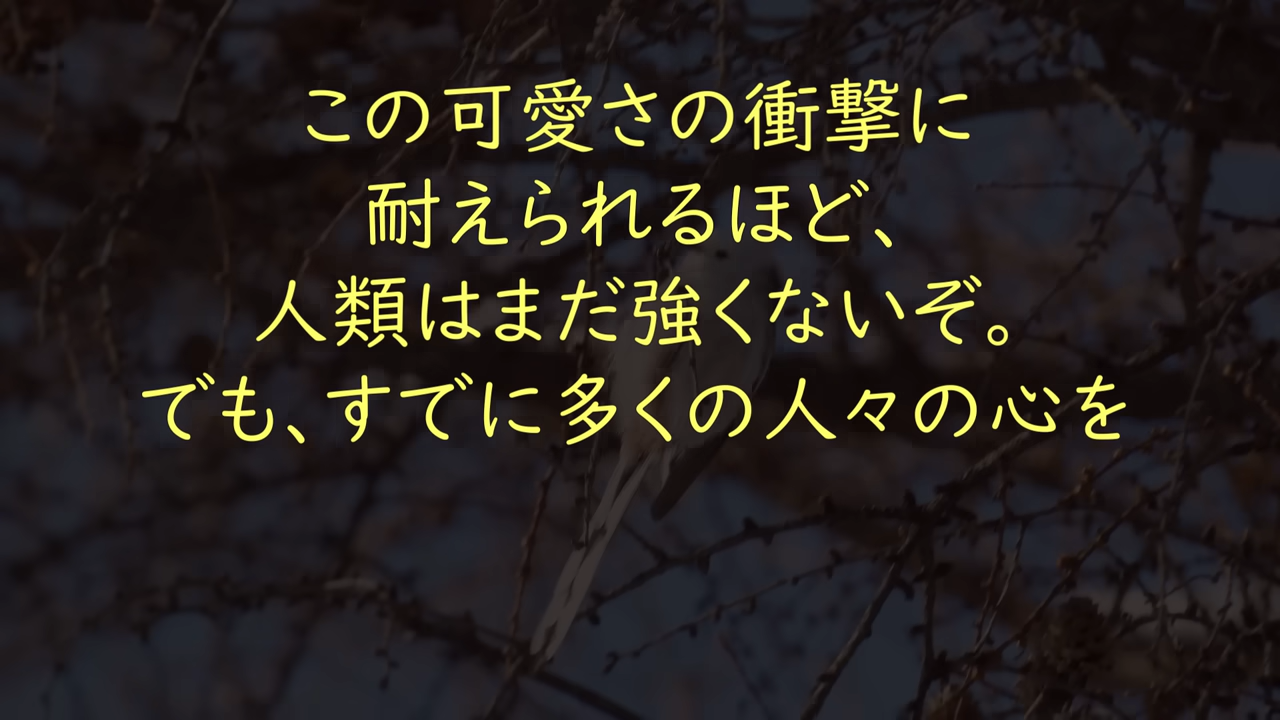 この可愛さの衝撃に
耐えられるほど、
人類はまだ強くないぞ。
でも、すでに多くの人々の心を